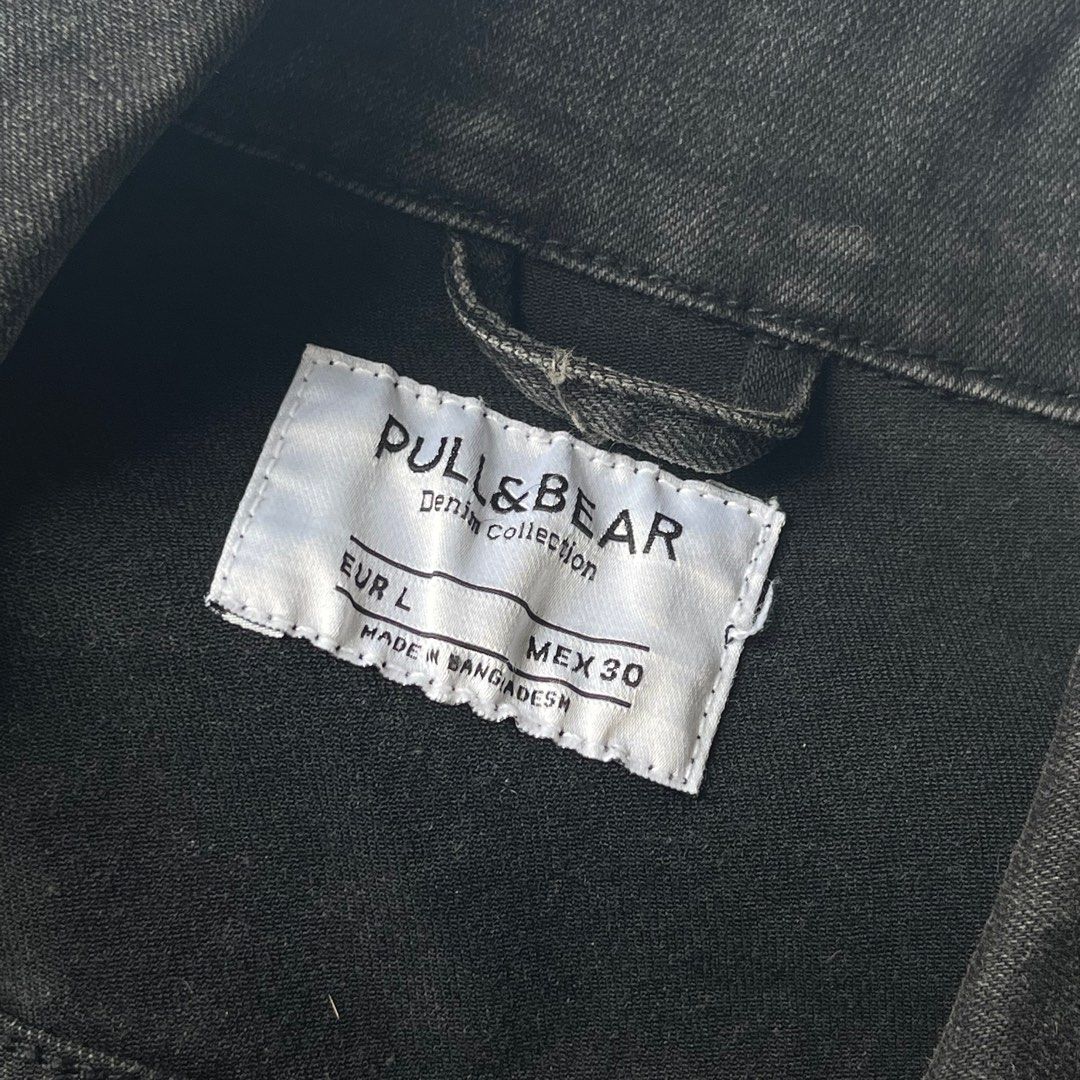 PULL&BEAR
Denim Collection
EUR L MEX 30
MADE IN BANGLADESH